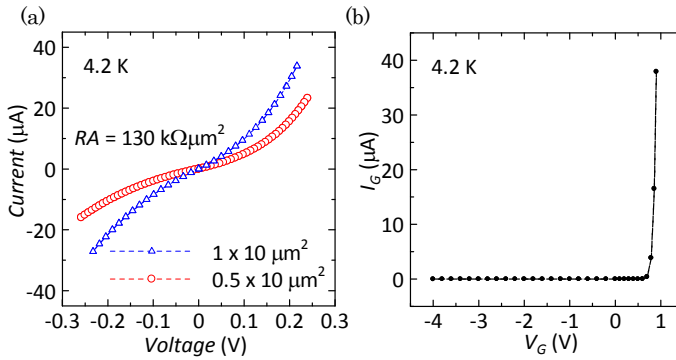 (a)
40
20
0
-20
-40
Current (μA)
4.2 K
RA = 130 kΩμm²
1 x 10 μm²
0.5 x 10 μm²
-0.3 -0.2 -0.1 0 0.1 0.2 0.3
Voltage (V)
(b)
40
30
20
10
0
I_G (μA)
4.2 K
-4 -3 -2 -1 0 1
V_G (V)